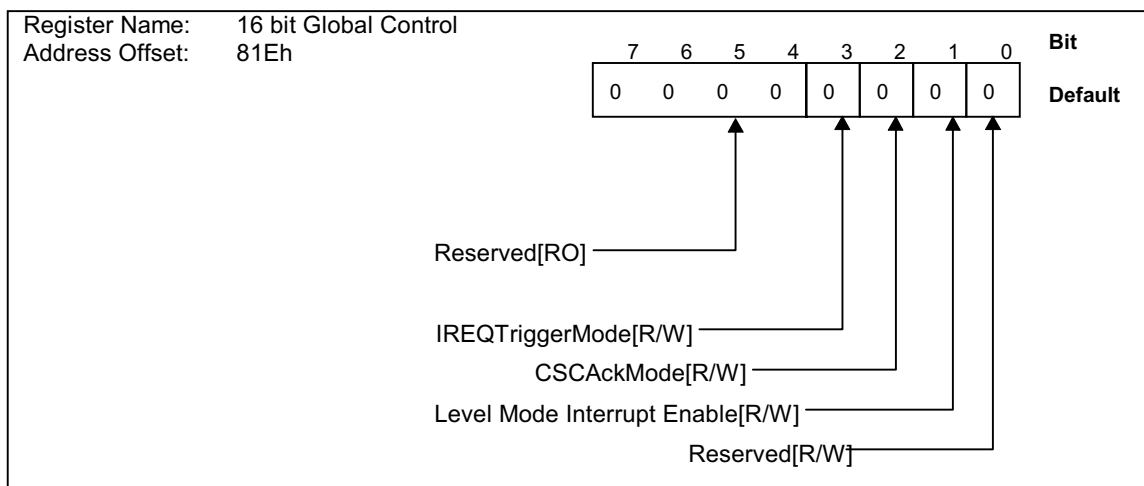 Register Name: 16 bit Global Control
Address Offset: 81Eh
7 6 5 4 3 2 1 0 Bit
0 0 0 0 0 0 0 0 Default
Reserved[RO]
IREQTriggerMode[R/W]
CSCAckMode[R/W]
Level Mode Interrupt Enable[R/W]
Reserved[R/W]